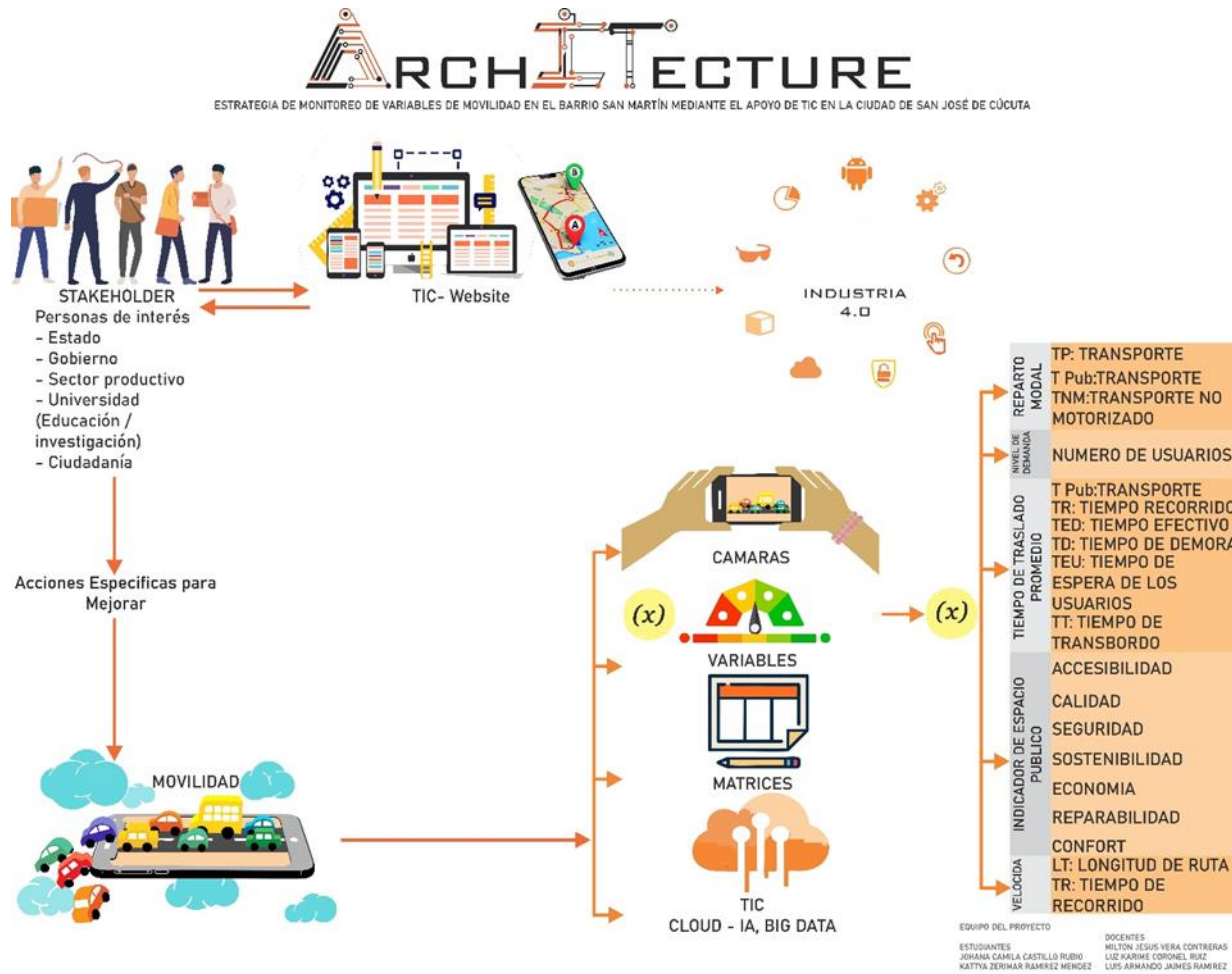 ARCHITECTURE
ESTRATEGIA DE MONITOREO DE VARIABLES DE MOVILIDAD EN EL BARRIO SAN MARTÍN MEDIANTE EL APOYO DE TIC EN LA CIUDAD DE SAN JOSÉ DE CÚCUTA
B
A
STAKEHOLDER
Personas de interés
- Estado
- Gobierno
- Sector productivo
- Universidad
(Educación /
investigación)
- Ciudadanía
TIC- Website
INDUSTRIA
4.0
Acciones Especificas para
Mejorar
MOVILIDAD
CAMARAS
(x)
VARIABLES
MATRICES
TIC
CLOUD - IA, BIG DATA
(x)
REPARTO
MODAL
TP: TRANSPORTE
T Pub:TRANSPORTE
TNM:TRANSPORTE NO
MOTORIZADO
NIVEL DE
DEMANDA
NUMERO DE USUARIOS
TIEMPO DE TRASLADO
PROMEDIO
T Pub:TRANSPORTE
TR: TIEMPO RECORRIDO
TED: TIEMPO EFECTIVO
TD: TIEMPO DE DEMORA
TEU: TIEMPO DE
ESPERA DE LOS
USUARIOS
TT: TIEMPO DE
TRANSBORDO
INDICADOR DE ESPACIO
PUBLICO
ACCESIBILIDAD
CALIDAD
SEGURIDAD
SOSTENIBILIDAD
ECONOMIA
REPARABILIDAD
CONFORT
VELOCIDA
LT: LONGITUD DE RUTA
TR: TIEMPO DE
RECORRIDO
EQUIPO DEL PROYECTO
ESTUDIANTES
JOHANA CAMILA CASTILLO RUBIO
KATTYA ZERIMAR RAMIREZ MENDEZ
DOCENTES
MILTON JESUS VERA CONTRERAS
LUZ KARIME CORONEL RUIZ
LUIS ARMANDO JAIMES RAMIREZ